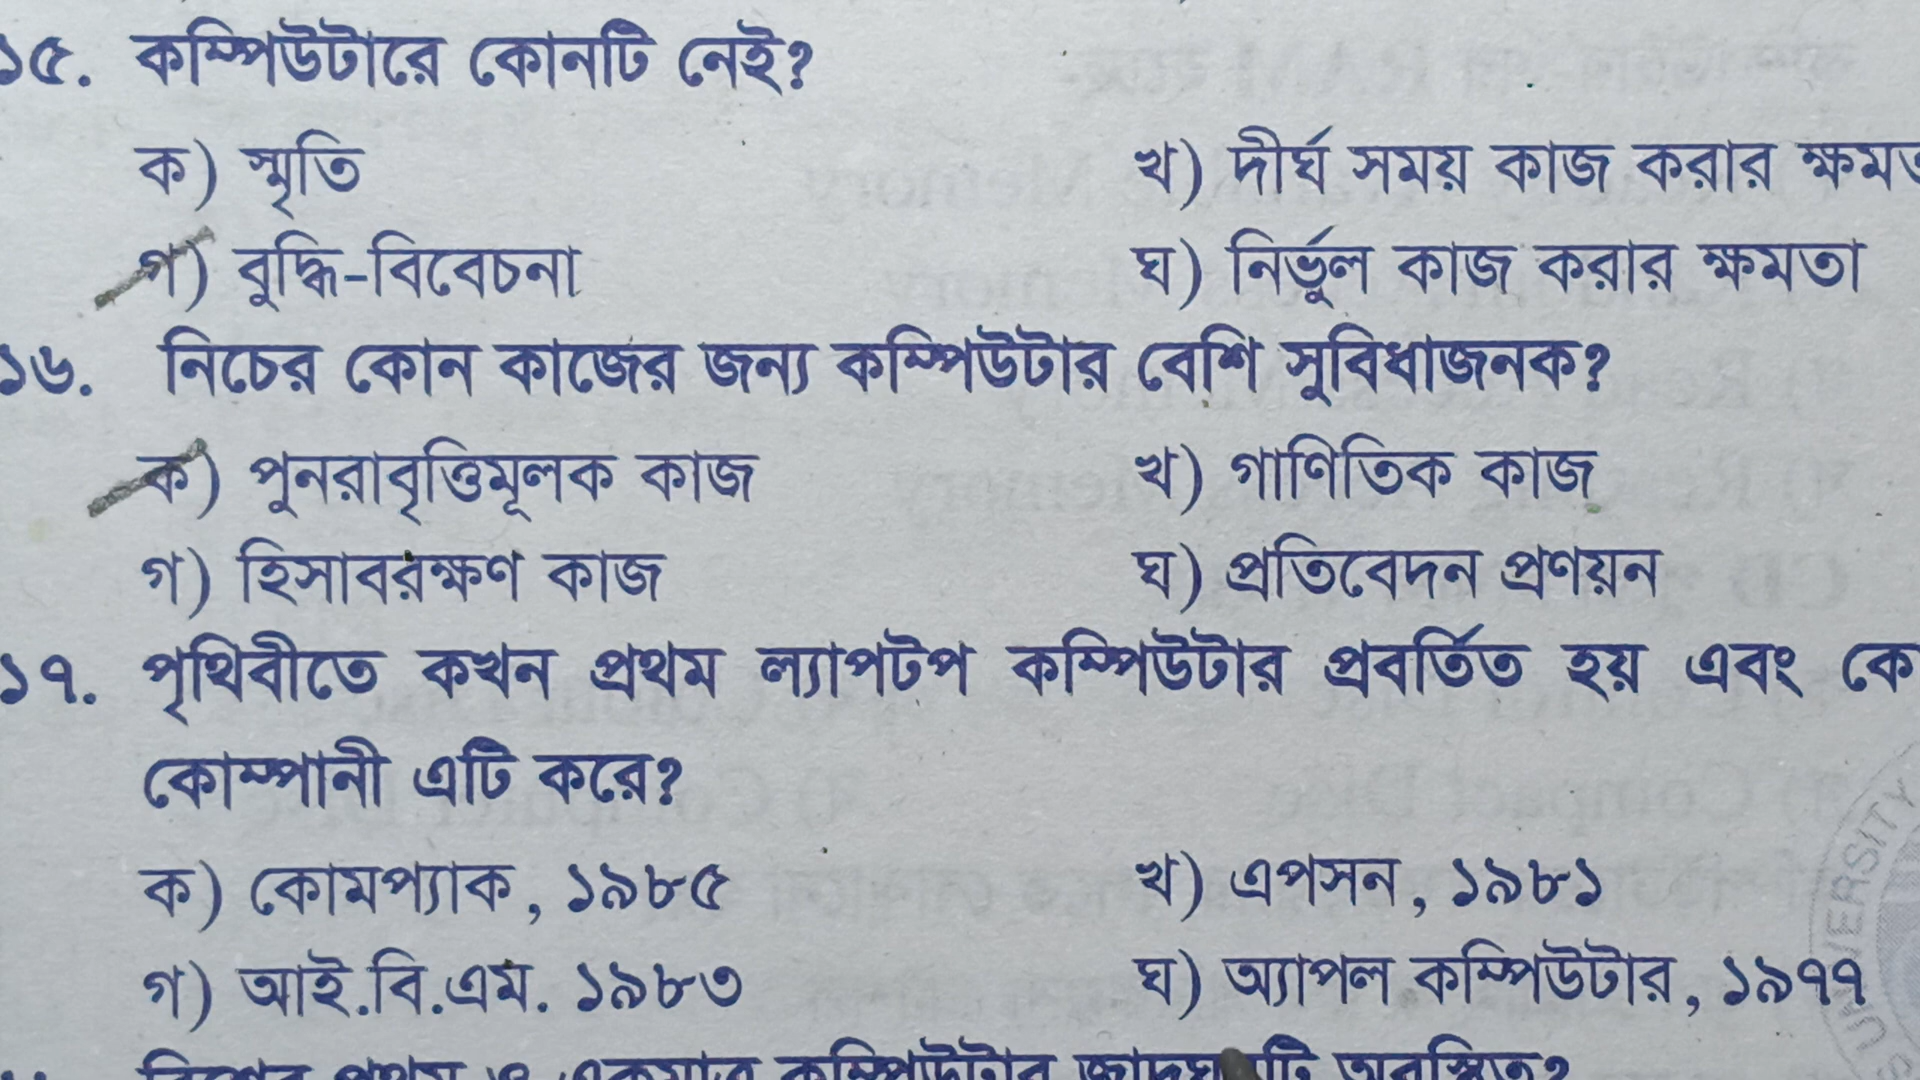 ১৫. কম্পিউটারে কোনটি নেই?
ক) স্মৃতি খ) দীর্ঘ সময় কাজ করার
গ) বুদ্ধি-বিবেচনা ঘ) নির্ভুল কাজ করার ক্ষমতা
১৬. নিচের কোন কাজের জন্য কম্পিউটার বেশি সুবিধাজনক?
ক) পুনরাবৃত্তিমূলক কাজ খ) গাণিতিক কাজ
গ) হিসাবরক্ষণ কাজ ঘ) প্রতিবেদন প্রণয়ন
১৭. পৃথিবীতে কখন প্রথম ল্যাপটপ কম্পিউটার প্রবর্তিত হয় এবং
কোম্পানী এটি করে?
ক) কোমপ্যাক, ১৯৮৫ খ) এপসন, ১৯৮১
গ) আই.বি.এম. ১৯৮৩ ঘ) অ্যাপল কম্পিউটার, ১৯৭৭
UNIVERSITY